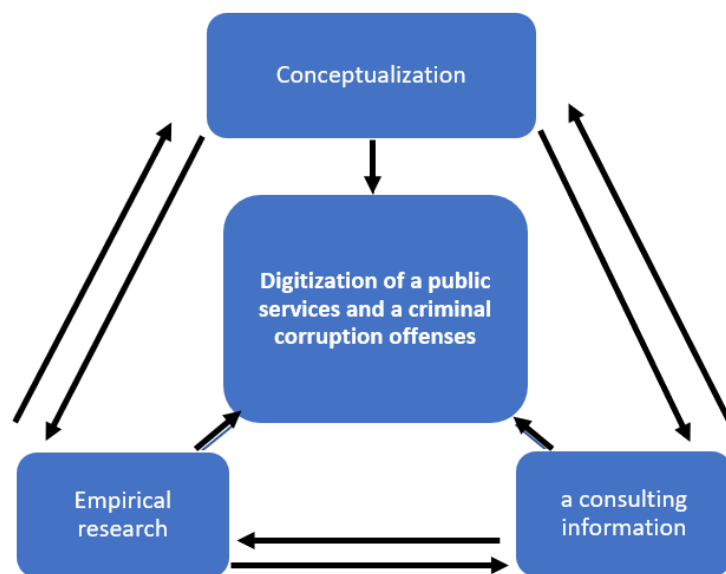 Conceptualization
Digitization of a public
services and a criminal
corruption offenses
Empirical
research
a consulting
information